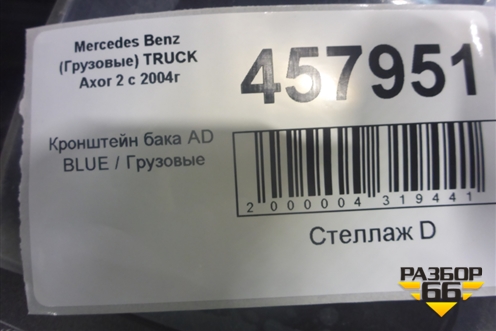 Mercedes Benz
(Грузовые) TRUCK
Axor 2 с 2004г
457951
Кронштейн бака AD
BLUE / Грузовые
2 000004 319441
Стеллаж D
РАЗБОР
66